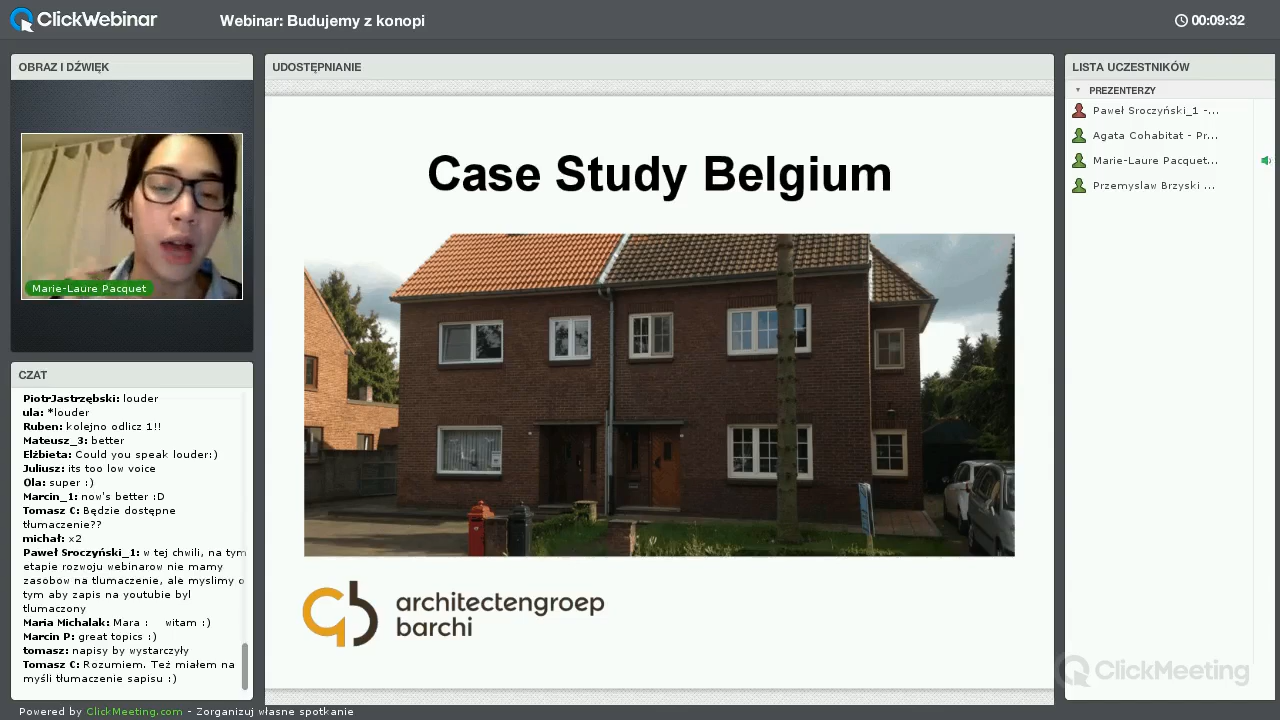 ClickWebinar
Webinar: Budujemy z konopi
00:09:32
OBRAZ I DŹWIĘK
Marie-Laure Pacquet
CZAT
PiotrJastrzębski: louder
ula: *louder
Ruben: kolejno odlicz 1!!
Mateusz_3: better
Elżbieta: Could you speak louder:)
Juliusz: its too low voice
Ola: super :)
Marcin_1: now's better :D
Tomasz C: Będzie dostępne
tłumaczenie??
michał: x2
Paweł Sroczyński_1: w tej chwili, na tym
etapie rozwoju webinarow nie mamy
zasobow na tłumaczenie, ale myslimy o
tym aby zapis na youtubie byl
tlumaczony
Maria Michalak: Mara : witam :)
Marcin P: great topics :)
tomasz: napisy by wystarczyły
Tomasz C: Rozumiem. Też miałem na
myśli tłumaczenie sapisu :)
UDOSTĘPNIANIE
Case Study Belgium
architectengroep
barchi
LISTA UCZESTNIKÓW
PREZENTERZY
Paweł Sroczyński_1 -...
Agata Cohabitat - Pr...
Marie-Laure Pacquet...
Przemyslaw Brzyski ...
ClickMeeting
Powered by ClickMeeting.com - Zorganizuj własne spotkanie